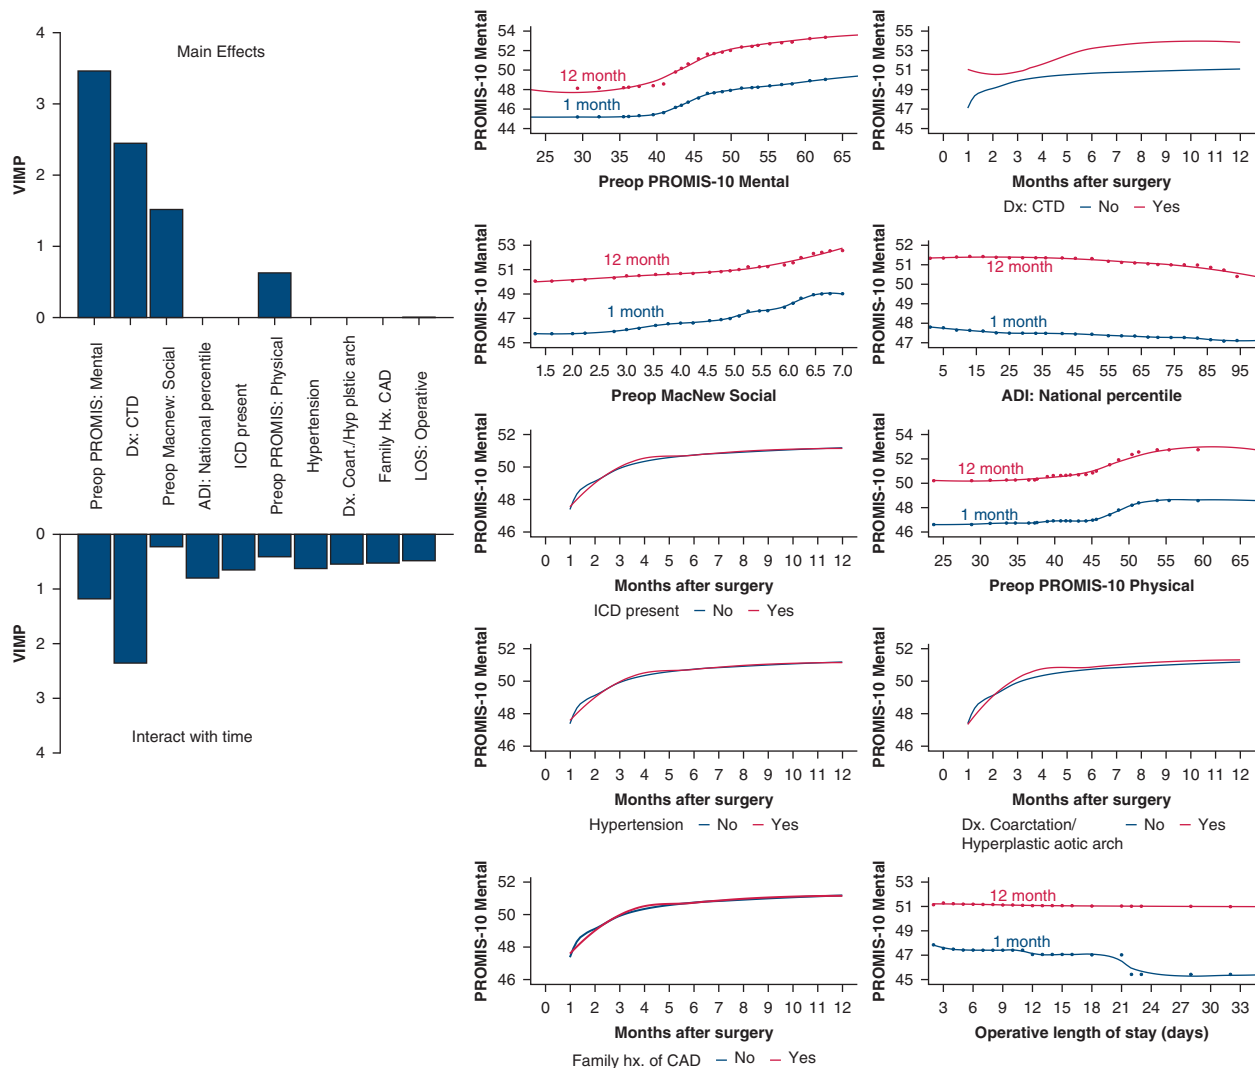 4
3
2
1
0
VIMP
Main Effects
Preop PROMIS: Mental
Dx: CTD
Preop Macnew: Social
ADI: National percentile
ICD present
Preop PROMIS: Physical
Hypertension
Dx. Coart./Hyp plstic arch
Family Hx. CAD
LOS: Operative
0
1
2
3
4
VIMP
Interact with time
PROMIS-10 Mental
54
52
50
48
46
44
12 month
1 month
25 30 35 40 45 50 55 60 65
Preop PROMIS-10 Mental
PROMIS-10 Mental
55
53
51
49
47
45
0 1 2 3 4 5 6 7 8 9 10 11 12
Months after surgery
Dx: CTD No Yes
PROMIS-10 Mantal
53
51
49
47
45
12 month
1 month
1.5 2.0 2.5 3.0 3.5 4.0 4.5 5.0 5.5 6.0 6.5 7.0
Preop MacNew Social
PROMIS-10 Mental
52
51
50
49
48
47
12 month
1 month
5 15 25 35 45 55 65 75 85 95
ADI: National percentile
PROMIS-10 Mental
52
50
48
46
0 1 2 3 4 5 6 7 8 9 10 11 12
Months after surgery
ICD present No Yes
PROMIS-10 Mental
54
52
50
48
46
12 month
1 month
25 30 35 40 45 50 55 60 65
Preop PROMIS-10 Physical
PROMIS-10 Mental
52
50
48
46
0 1 2 3 4 5 6 7 8 9 10 11 12
Months after surgery
Hypertension No Yes
PROMIS-10 Mental
52
50
48
46
0 1 2 3 4 5 6 7 8 9 10 11 12
Months after surgery
Dx. Coarctation/ No Yes
Hyperplastic aotic arch
PROMIS-10 Mental
52
50
48
46
0 1 2 3 4 5 6 7 8 9 10 11 12
Months after surgery
Family hx. of CAD No Yes
PROMIS-10 Mental
53
51
49
47
45
12 month
1 month
3 6 9 12 15 18 21 24 27 30 33
Operative length of stay (days)